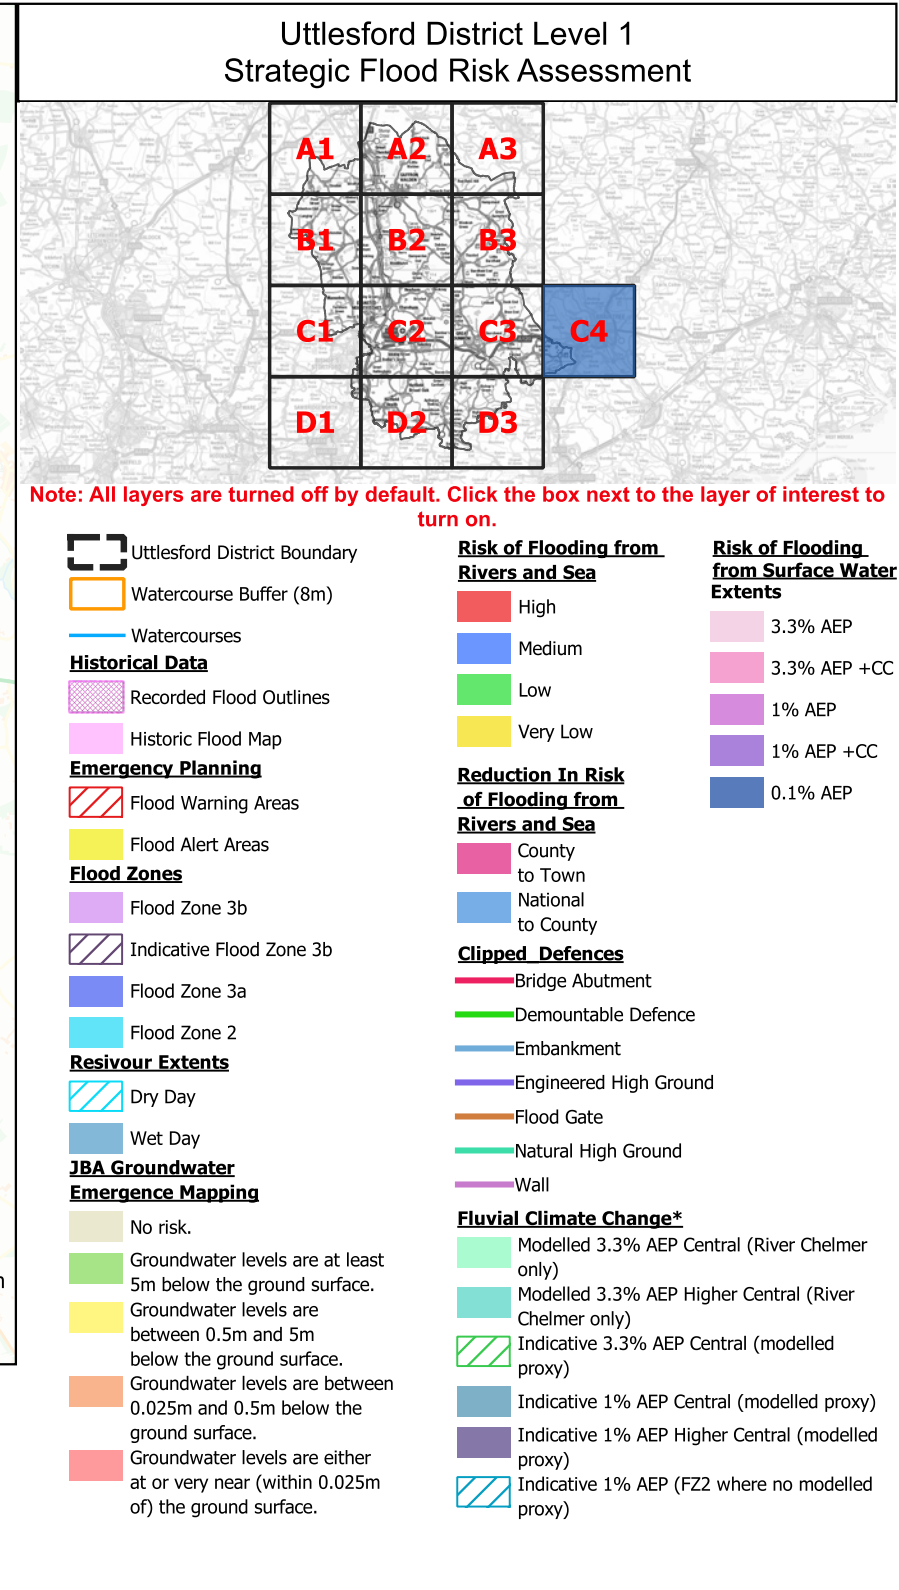 Uttlesford District Level 1
Strategic Flood Risk Assessment
A1 A2 A3
B1 B2 B3
C1 C2 C3 C4
D1 D2 D3
Note: All layers are turned off by default. Click the box next to the layer of interest to
turn on.
Uttlesford District Boundary
Watercourse Buffer (8m)
Watercourses
Historical Data
Recorded Flood Outlines
Historic Flood Map
Emergency Planning
Flood Warning Areas
Flood Alert Areas
Flood Zones
Flood Zone 3b
Indicative Flood Zone 3b
Flood Zone 3a
Flood Zone 2
Resivour Extents
Dry Day
Wet Day
JBA Groundwater
Emergence Mapping
No risk.
Groundwater levels are at least
5m below the ground surface.
Groundwater levels are
between 0.5m and 5m
below the ground surface.
Groundwater levels are between
0.025m and 0.5m below the
ground surface.
Groundwater levels are either
at or very near (within 0.025m
of) the ground surface.
Risk of Flooding from
Rivers and Sea
High
Medium
Low
Very Low
Reduction In Risk
of Flooding from
Rivers and Sea
County
to Town
National
to County
Clipped_Defences
Bridge Abutment
Demountable Defence
Embankment
Engineered High Ground
Flood Gate
Natural High Ground
Wall
Fluvial Climate Change*
Modelled 3.3% AEP Central (River Chelmer
only)
Modelled 3.3% AEP Higher Central (River
Chelmer only)
Indicative 3.3% AEP Central (modelled
proxy)
Indicative 1% AEP Central (modelled proxy)
Indicative 1% AEP Higher Central (modelled
proxy)
Indicative 1% AEP (FZ2 where no modelled
proxy)
Risk of Flooding
from Surface Water
Extents
3.3% AEP
3.3% AEP +CC
1% AEP
1% AEP +CC
0.1% AEP